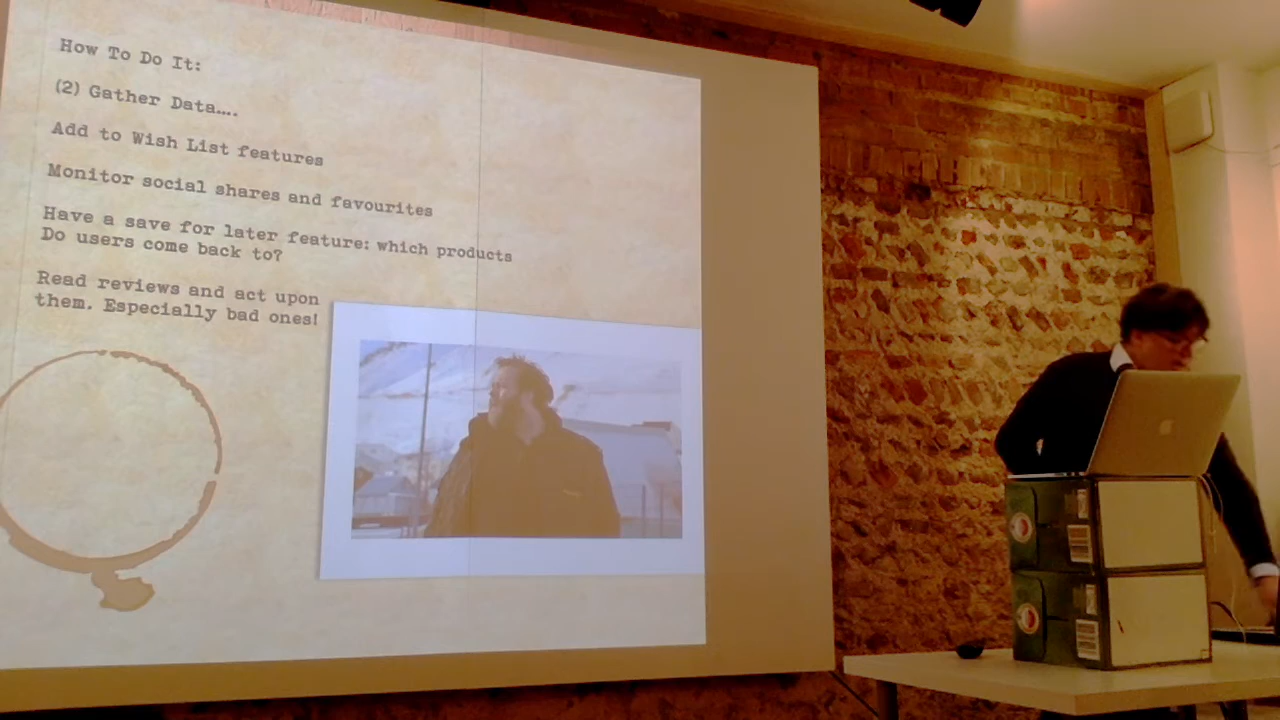 How To Do It:
(2) Gather Data....
Add to Wish List features
Monitor social shares and favourites
Have a save for later feature: which products
Do users come back to?
Read reviews and act upon
them. Especially bad ones!